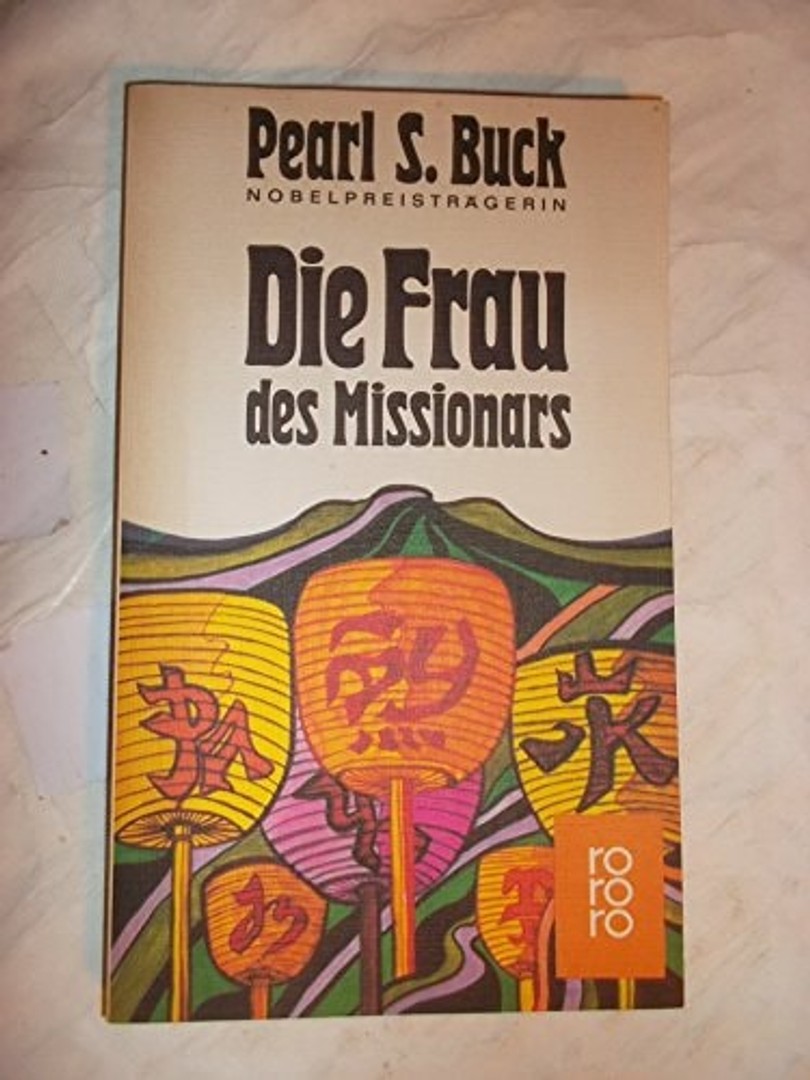 Pearl S. Buck
NOBELPREISTRÄGERIN
Die Frau
des Missionars
ro
ro
ro